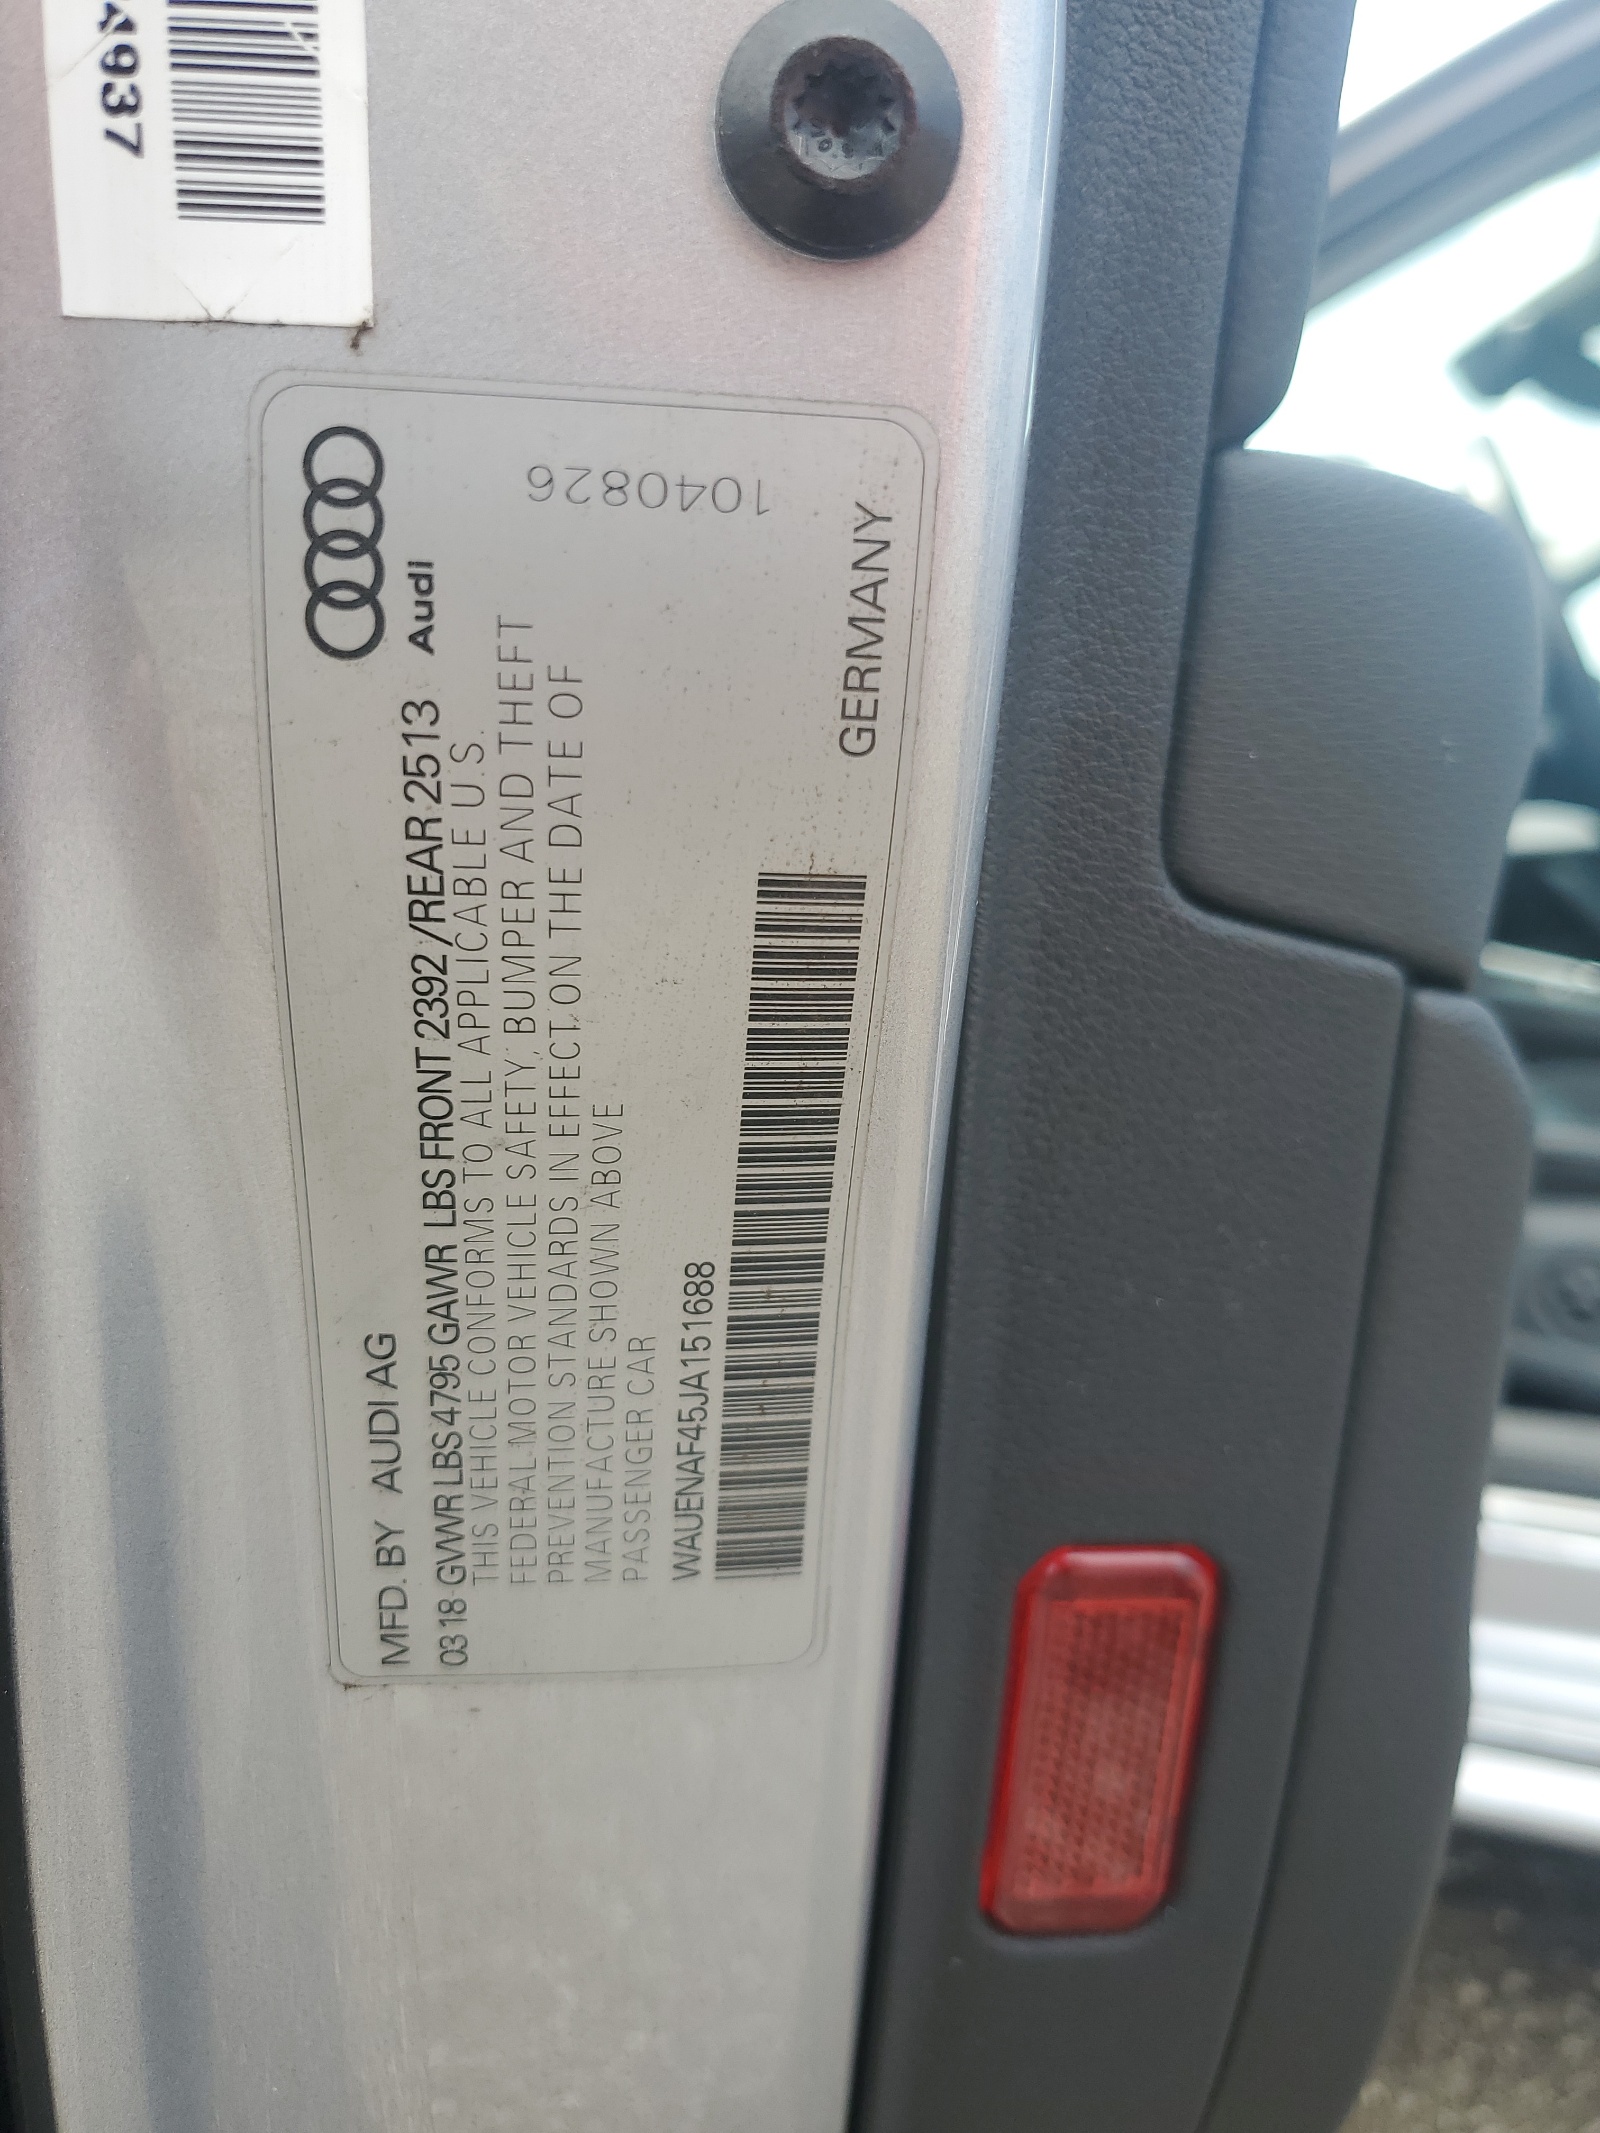 4937
Audi
MFD. BY AUDI AG
03 18 GVWR LBS 4795 GAWR LBS FRONT 2392 /REAR 2513
THIS VEHICLE CONFORMS TO ALL APPLICABLE U.S.
FEDERAL MOTOR VEHICLE SAFETY, BUMPER AND THEFT
PREVENTION STANDARDS IN EFFECT ON THE DATE OF
MANUFACTURE SHOWN ABOVE.
PASSENGER CAR
WAUENAF45JA151688
GERMANY
1040826